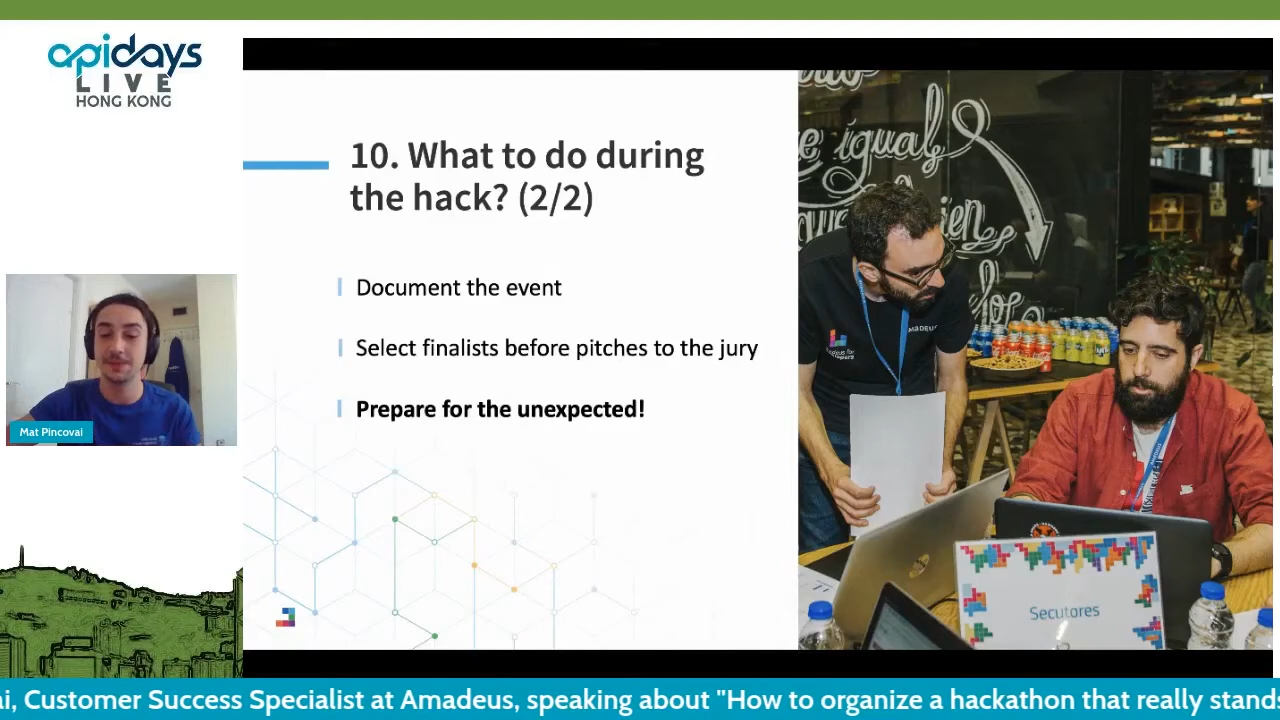 apidays
LIVE
HONG KONG
10. What to do during
the hack? (2/2)
Document the event
Select finalists before pitches to the jury
Prepare for the unexpected!
Mat Pincovai
e igual
AMADEUS
Secutores
ai, Customer Success Specialist at Amadeus, speaking about "How to organize a hackathon that really stands